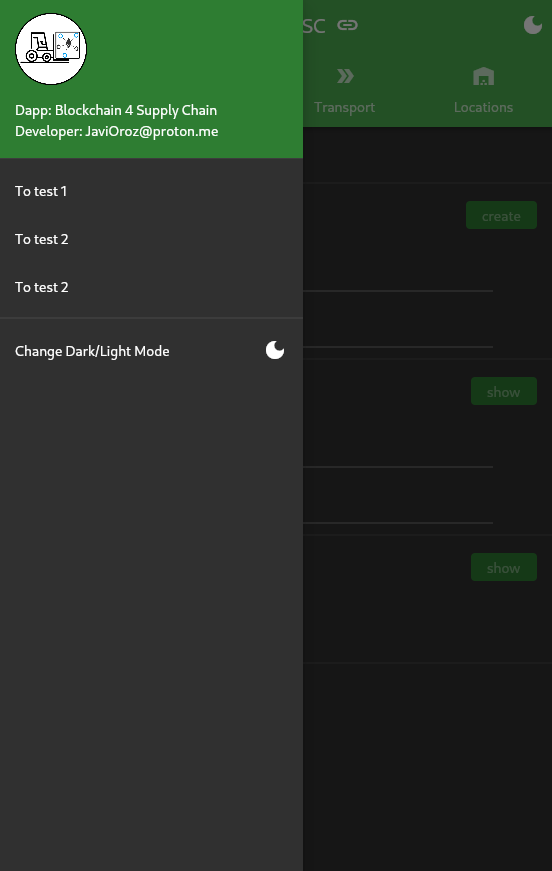 Dapp: Blockchain 4 Supply Chain
Developer: JaviOroz@proton.me
To test 1
To test 2
To test 2
Change Dark/Light Mode
SC
Transport
Locations
create
show
show